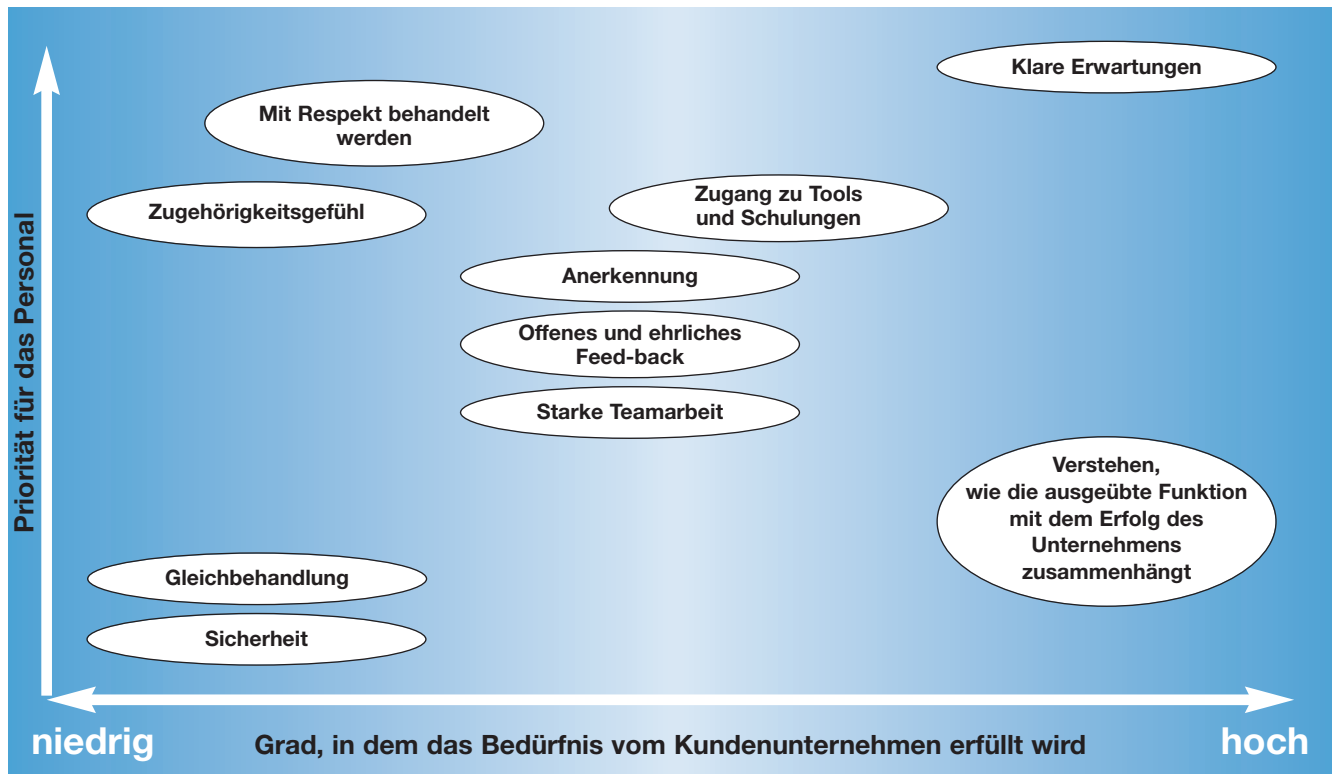 Klare Erwartungen
Mit Respekt behandelt
werden
Zugehörigkeitsgefühl
Zugang zu Tools
und Schulungen
Anerkennung
Offenes und ehrliches
Feed-back
Starke Teamarbeit
Verstehen,
wie die ausgeübte Funktion
mit dem Erfolg des
Unternehmens
zusammenhängt
Gleichbehandlung
Sicherheit
Priorität für das Personal
niedrig
Grad, in dem das Bedürfnis vom Kundenunternehmen erfüllt wird
hoch